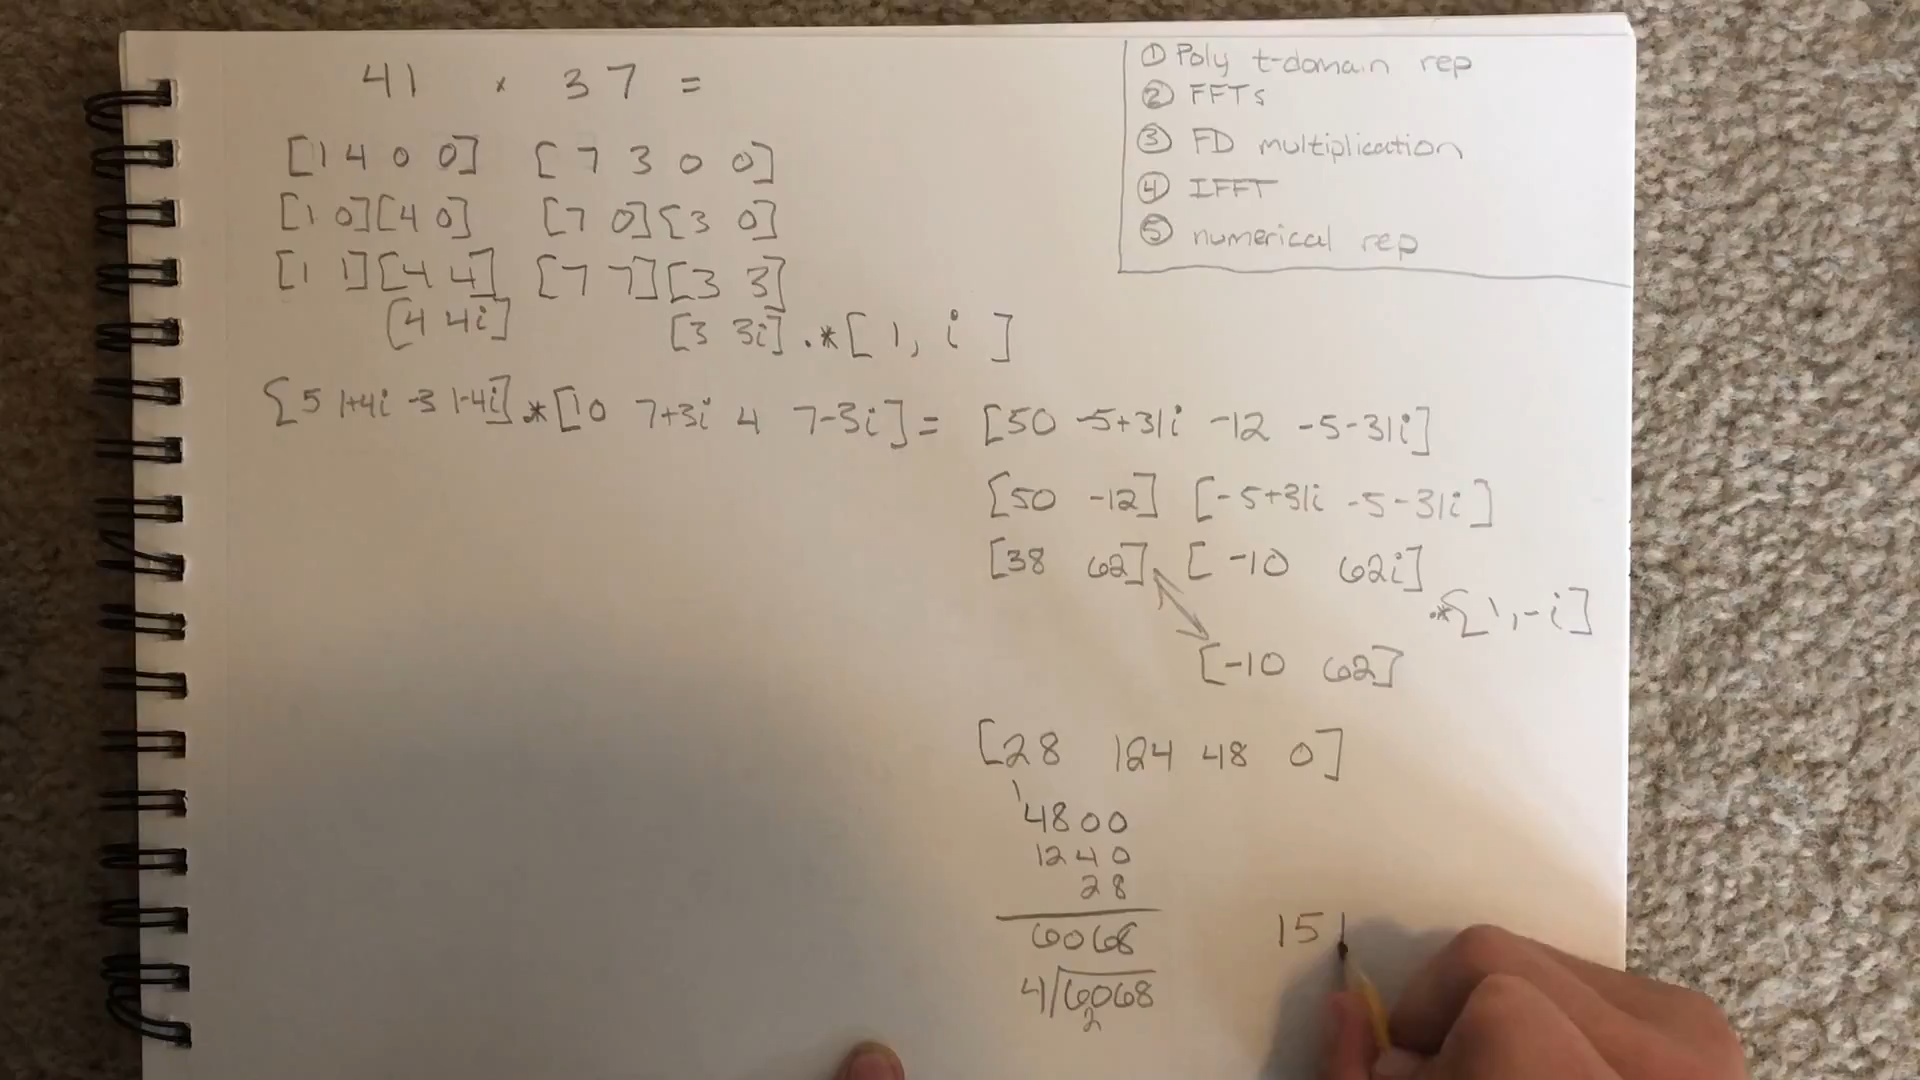 41 × 37 =
[1 4 0 0] [7 3 0 0]
[1 0][4 0] [7 0][3 0]
[1 1][4 4] [7 7][3 3]
[4 4i] [3 3i] .*[1, i ]
[5 1+4i -3 1-4i].*[10 7+3i 4 7-3i] = [50 -5+31i -12 -5-31i]
[50 -12] [-5+31i -5-31i]
[38 62] [-10 62i]
.*[1,-i]
[-10 62]
[28 124 48 0]
1
4800
1240
28
6068
4/6068
2
151
① Poly t-domain rep
② FFTs
③ FD multiplication
④ IFFT
⑤ numerical rep